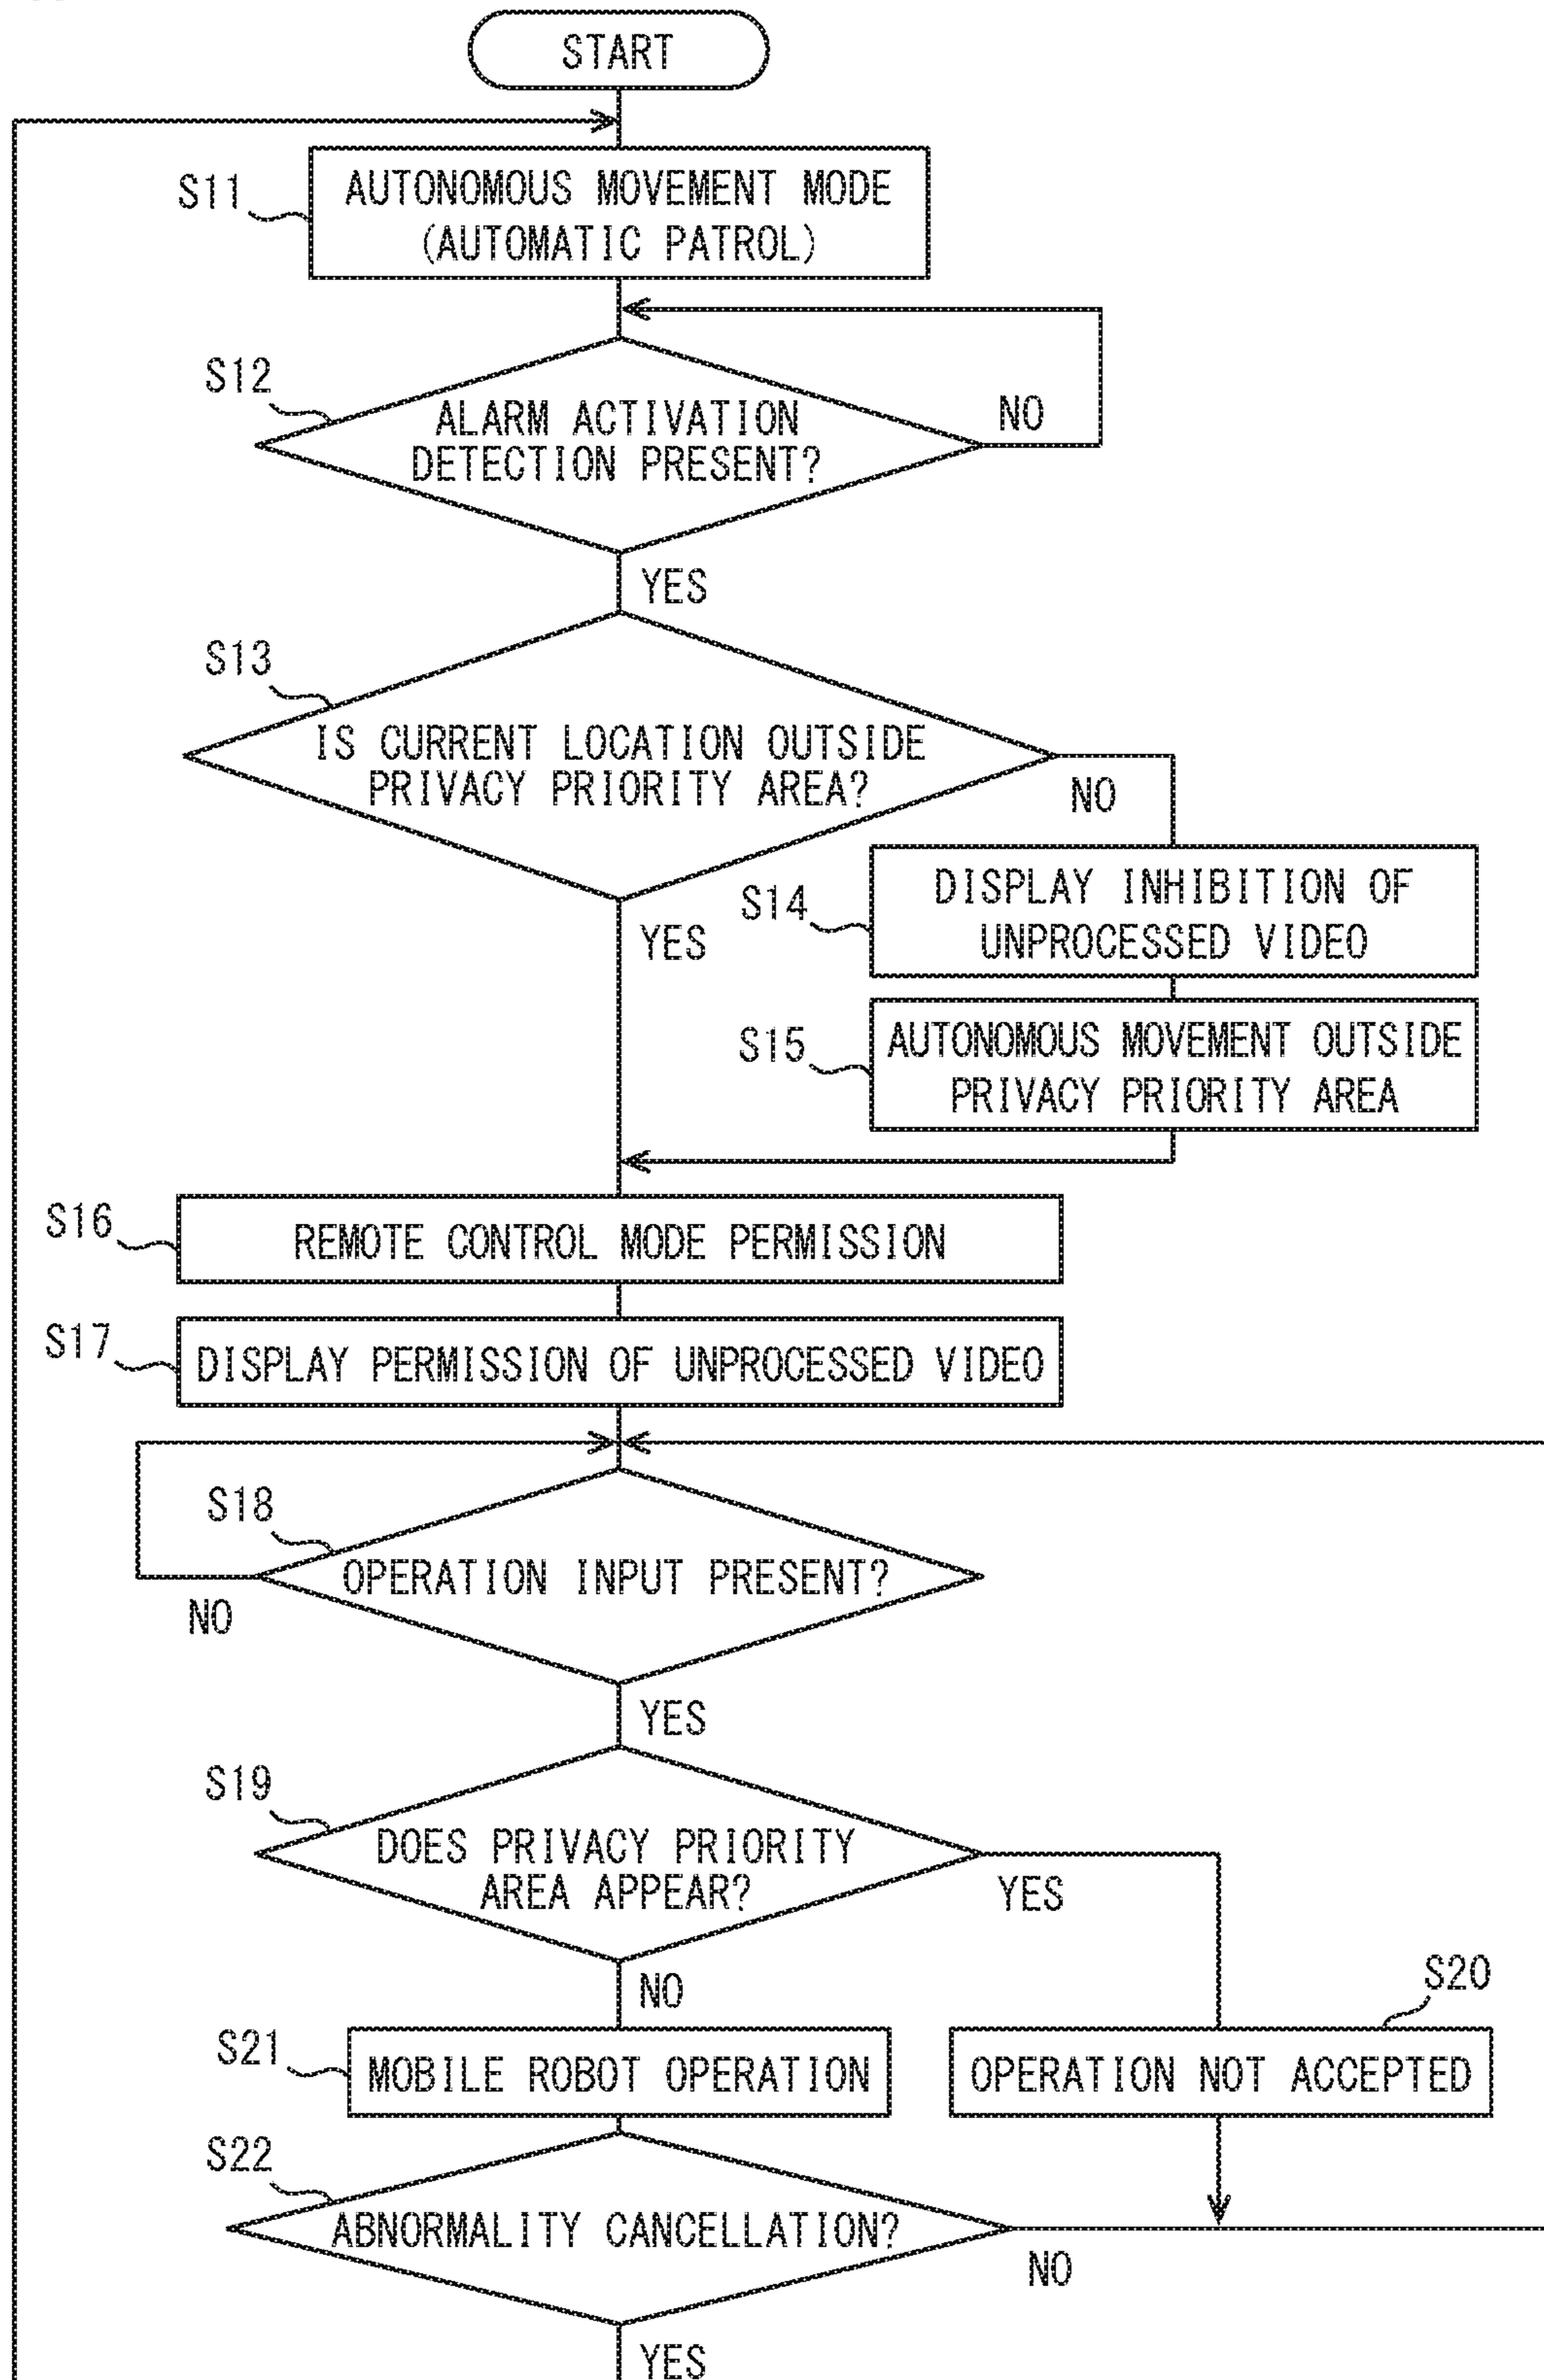 START
S11
AUTONOMOUS MOVEMENT MODE
(AUTOMATIC PATROL)
S12
ALARM ACTIVATION
DETECTION PRESENT?
NO
YES
S13
IS CURRENT LOCATION OUTSIDE
PRIVACY PRIORITY AREA?
NO
YES
S14
DISPLAY INHIBITION OF
UNPROCESSED VIDEO
S15
AUTONOMOUS MOVEMENT OUTSIDE
PRIVACY PRIORITY AREA
S16
REMOTE CONTROL MODE PERMISSION
S17
DISPLAY PERMISSION OF UNPROCESSED VIDEO
S18
OPERATION INPUT PRESENT?
NO
YES
S19
DOES PRIVACY PRIORITY
AREA APPEAR?
YES
NO
S20
OPERATION NOT ACCEPTED
S21
MOBILE ROBOT OPERATION
S22
ABNORMALITY CANCELLATION?
NO
YES